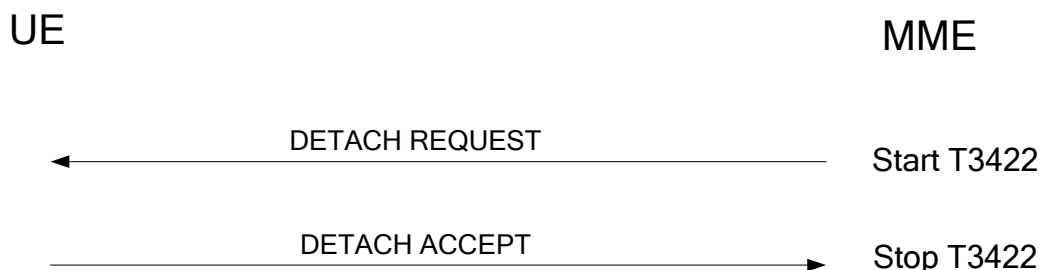 UE
MME
DETACH REQUEST
Start T3422
DETACH ACCEPT
Stop T3422